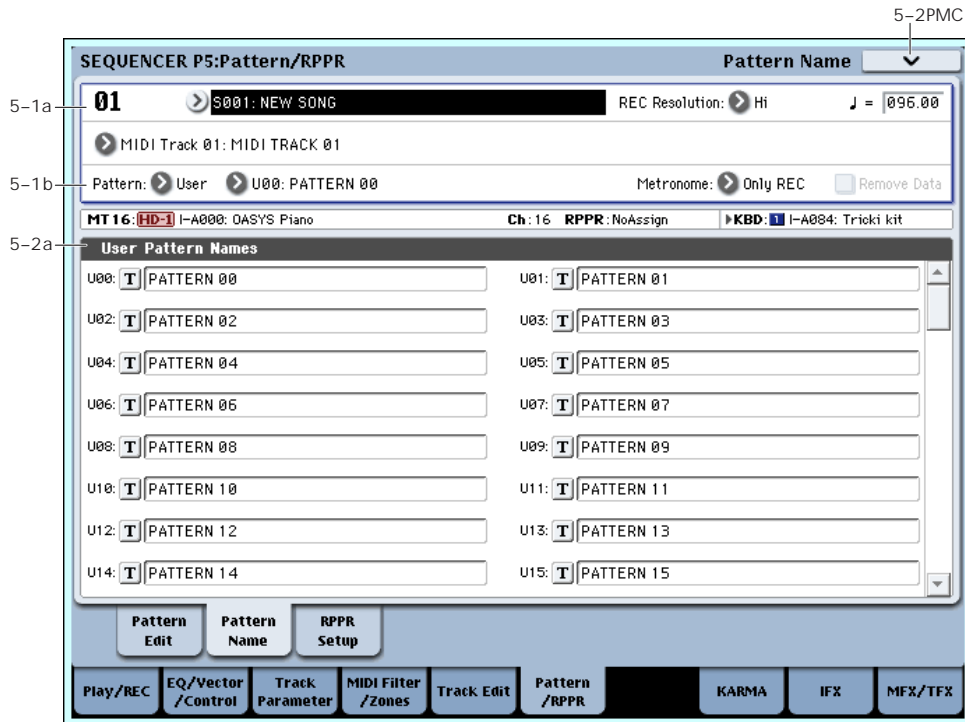 5-2PMC
SEQUENCER P5:Pattern/RPPR Pattern Name
5-1a
01 S001: NEW SONG REC Resolution: Hi ♩ = 096.00
MIDI Track 01: MIDI TRACK 01
5-1b
Pattern: User U00: PATTERN 00 Metronome: Only REC Remove Data
MT 16: HD-1 I-A000: OASYS Piano Ch: 16 RPPR: NoAssign ▶KBD: 1 I-A084: Tricki kit
5-2a
User Pattern Names
U00: T PATTERN 00 U01: T PATTERN 01
U02: T PATTERN 02 U03: T PATTERN 03
U04: T PATTERN 04 U05: T PATTERN 05
U06: T PATTERN 06 U07: T PATTERN 07
U08: T PATTERN 08 U09: T PATTERN 09
U10: T PATTERN 10 U11: T PATTERN 11
U12: T PATTERN 12 U13: T PATTERN 13
U14: T PATTERN 14 U15: T PATTERN 15
Pattern Edit
Pattern Name
RPPR Setup
Play/REC
EQ/Vector /Control
Track Parameter
MIDI Filter /Zones
Track Edit
Pattern /RPPR
KARMA
IFX
MFX/TFX